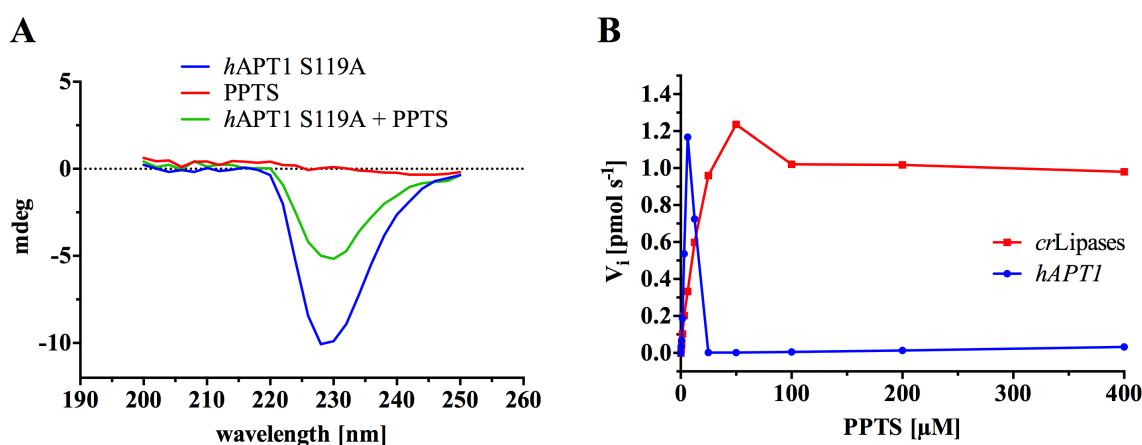 A
hAPT1 S119A
PPTS
hAPT1 S119A + PPTS
5
0
-5
-10
mdeg
190 200 210 220 230 240 250 260
wavelength [nm]
B
1.4
1.2
1.0
0.8
0.6
0.4
0.2
0.0
Vi [pmol s-1]
crLipases
hAPT1
0 100 200 300 400
PPTS [µM]